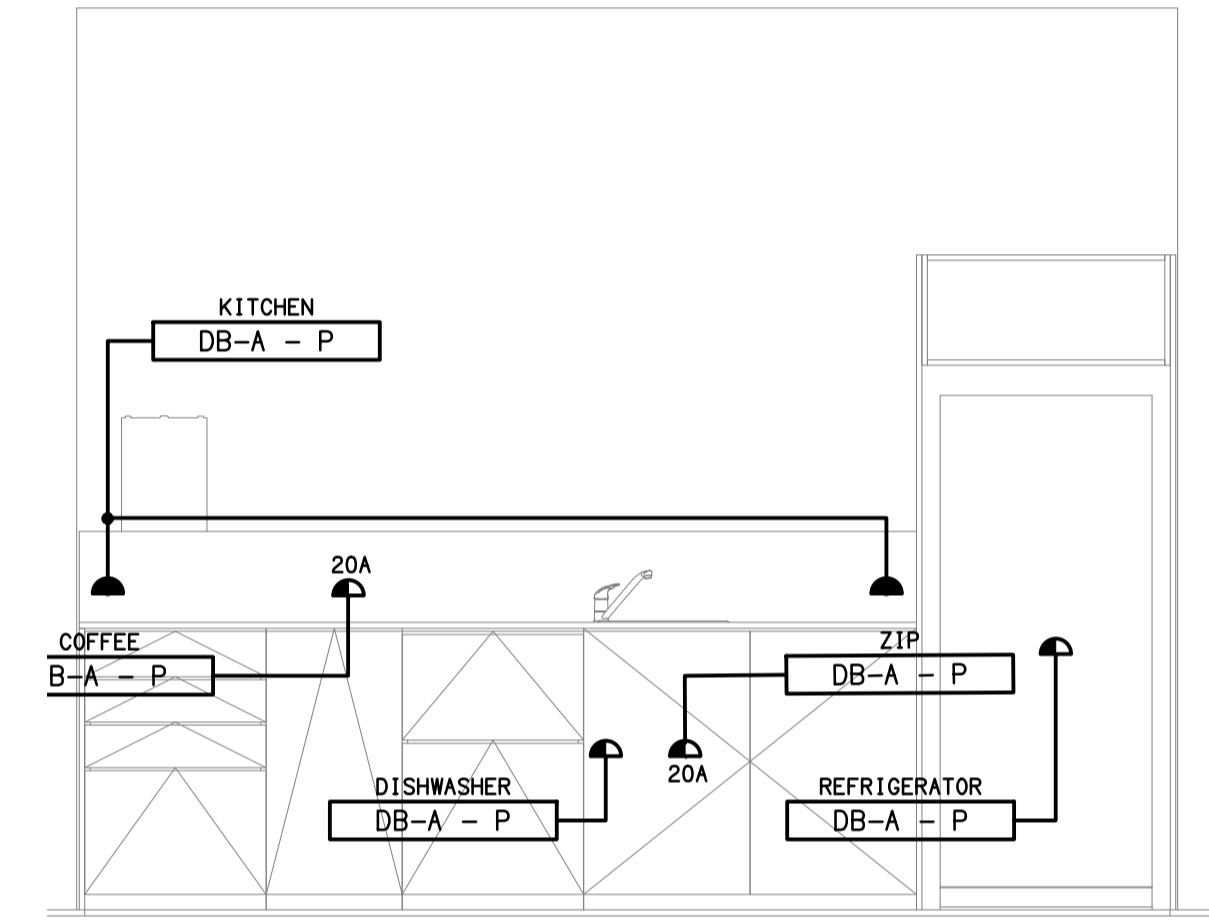 KITCHEN
DB-A - P
20A
COFFEE
B-A - P
ZIP
DB-A - P
20A
DISHWASHER
DB-A - P
REFRIGERATOR
DB-A - P